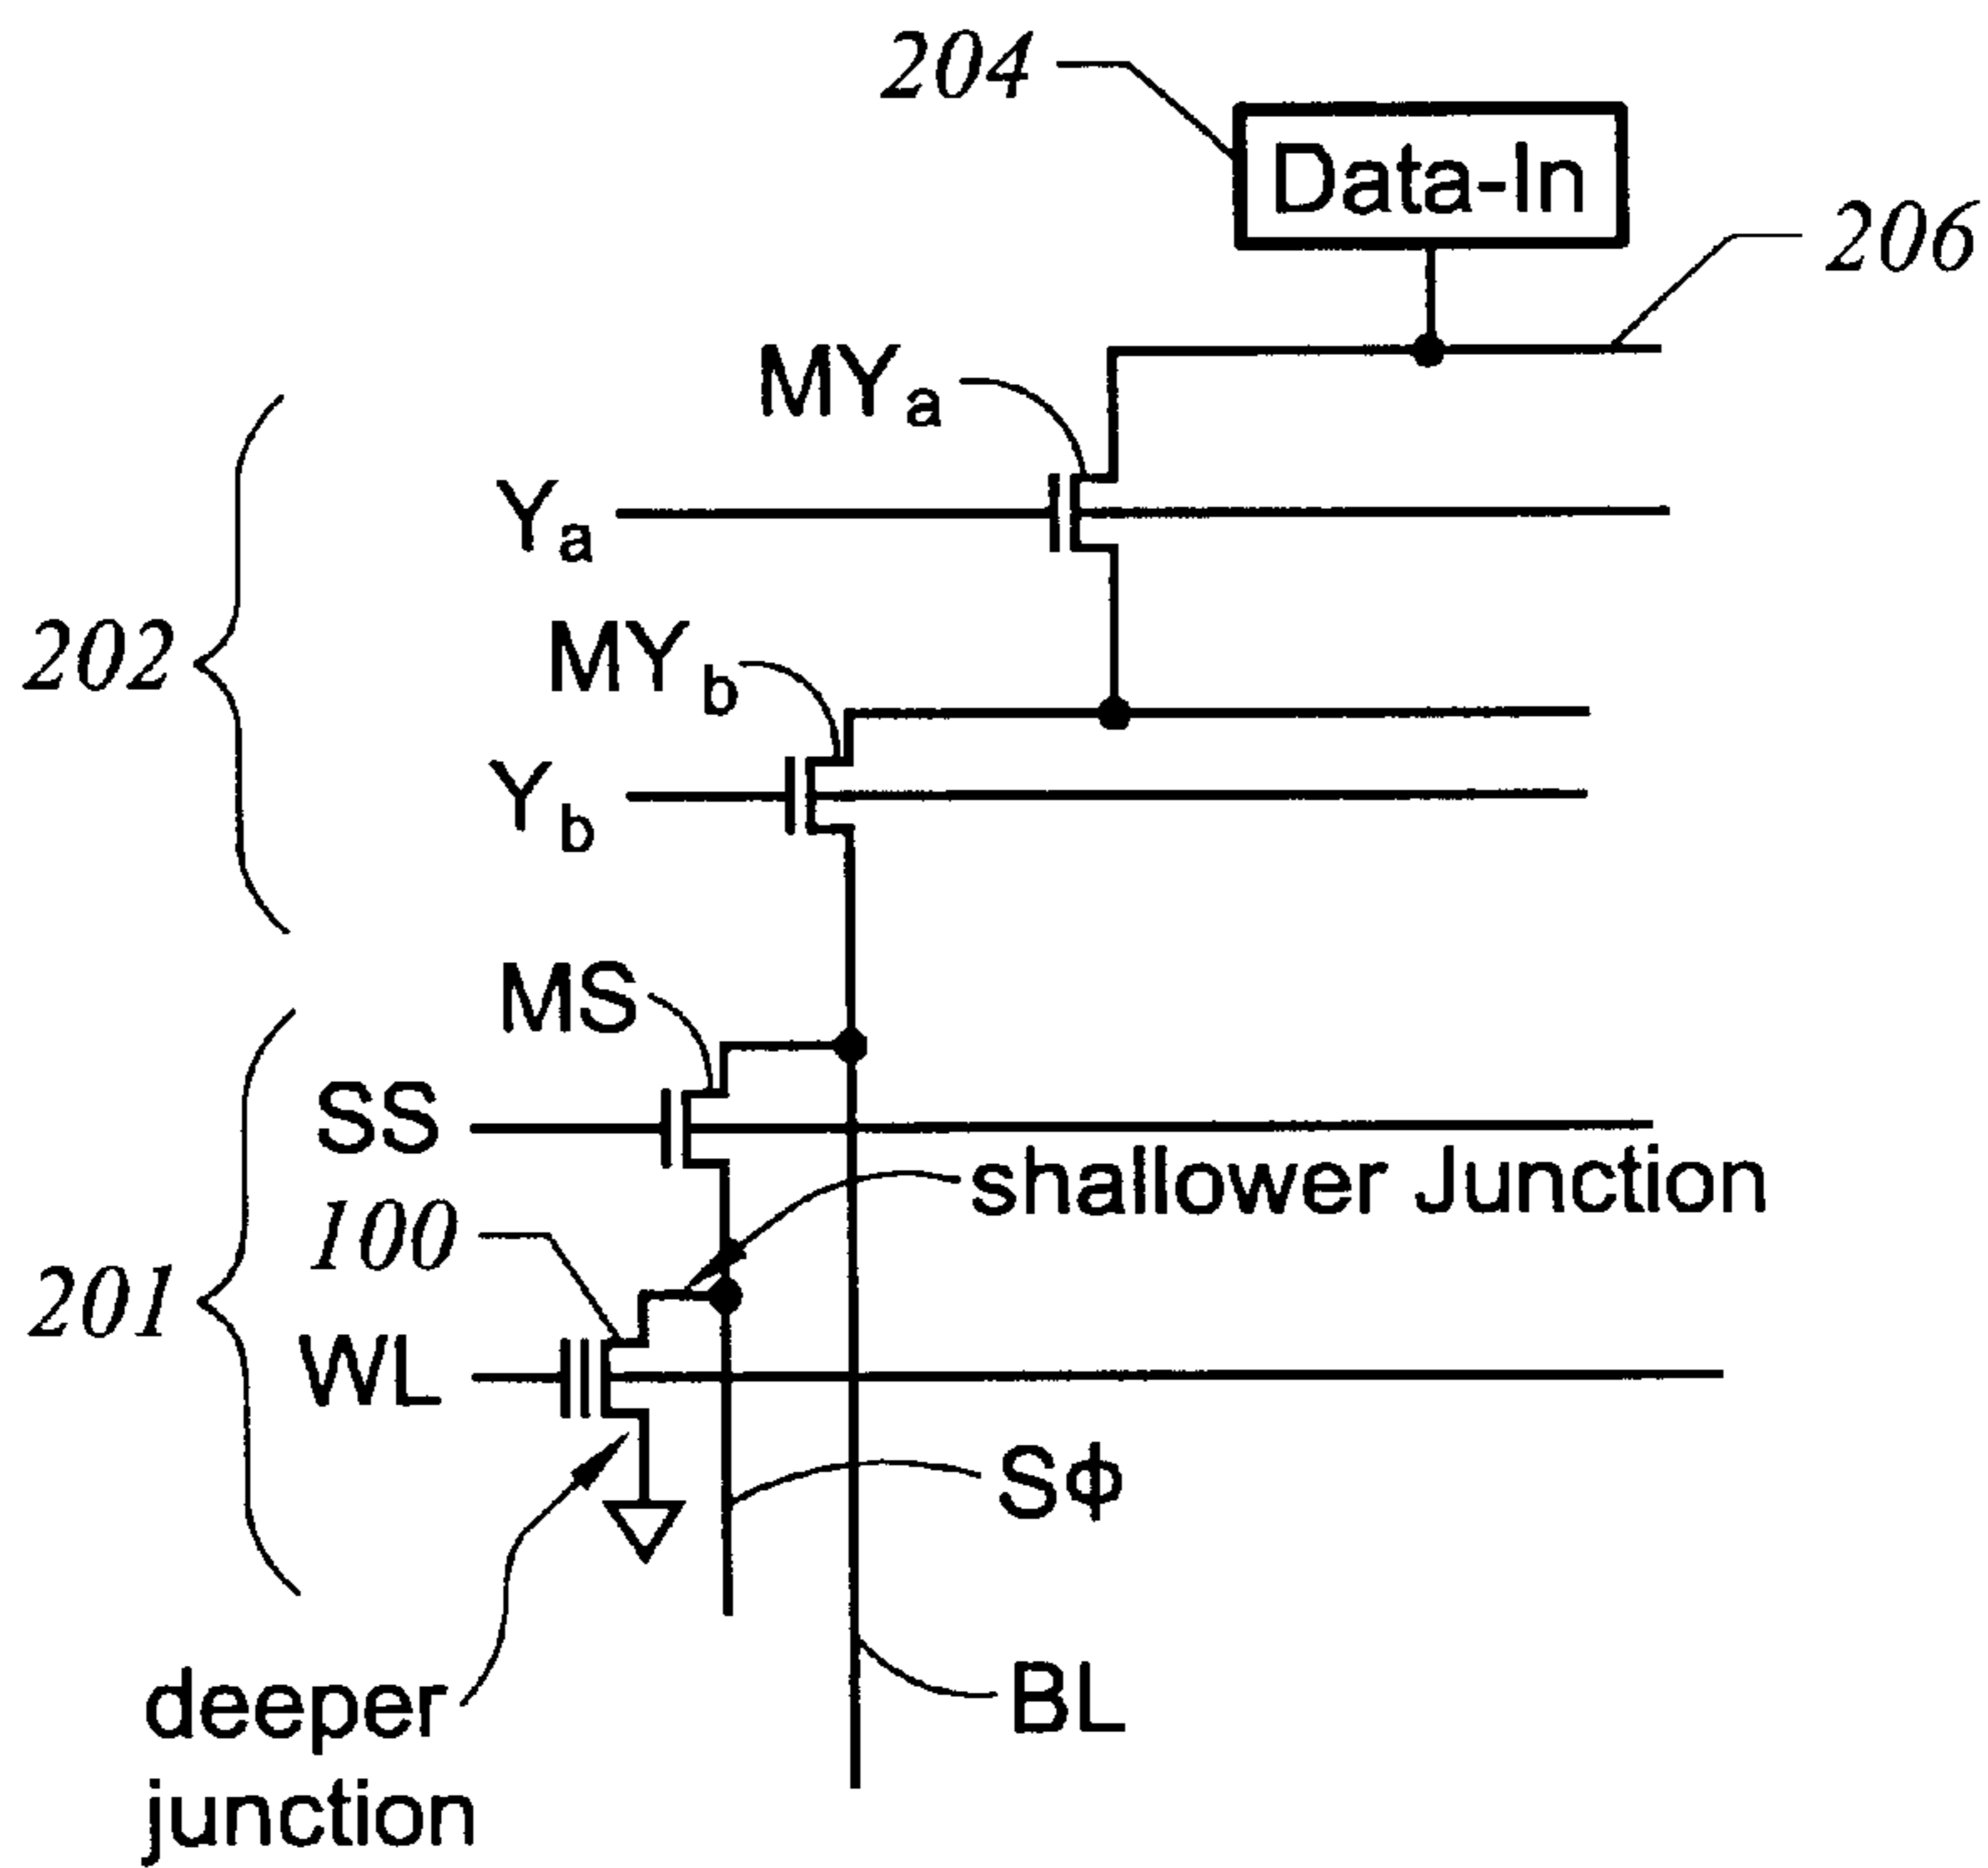 204
Data-In
206
MYa
Ya
202
MYb
Yb
MS
SS
shallower Junction
100
201
WL
Sϕ
deeper
junction
BL